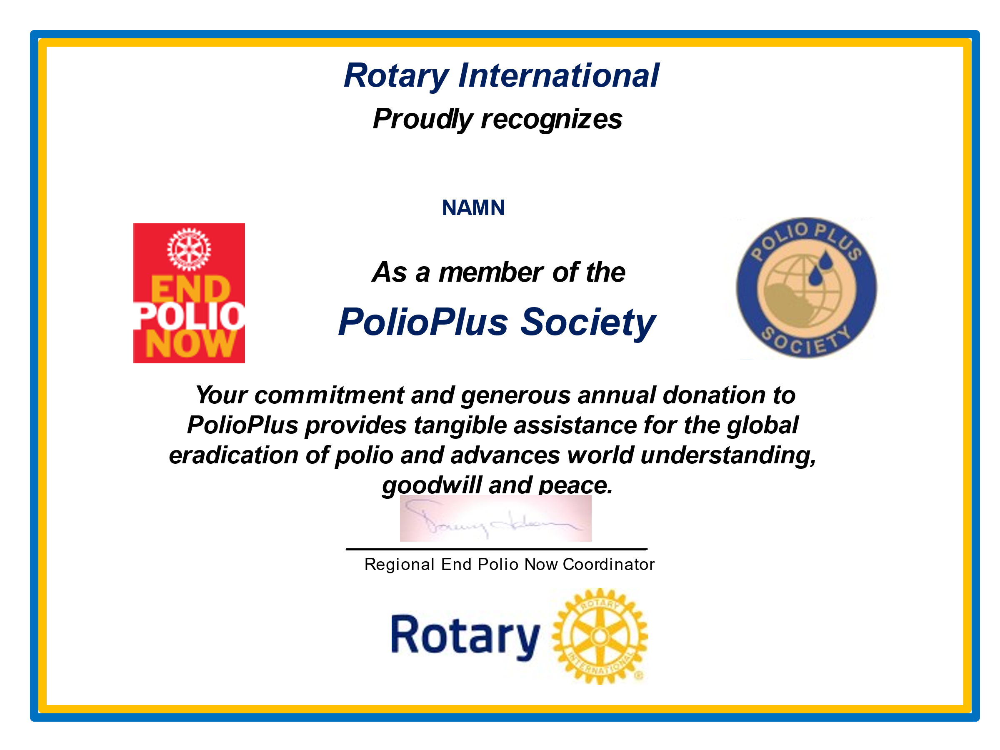 Rotary International
Proudly recognizes
NAMN
END
POLIO
NOW
POLIO PLUS
SOCIETY
As a member of the
PolioPlus Society
Your commitment and generous annual donation to
PolioPlus provides tangible assistance for the global
eradication of polio and advances world understanding,
goodwill and peace.
Regional End Polio Now Coordinator
Rotary
ROTARY
INTERNATIONAL
®